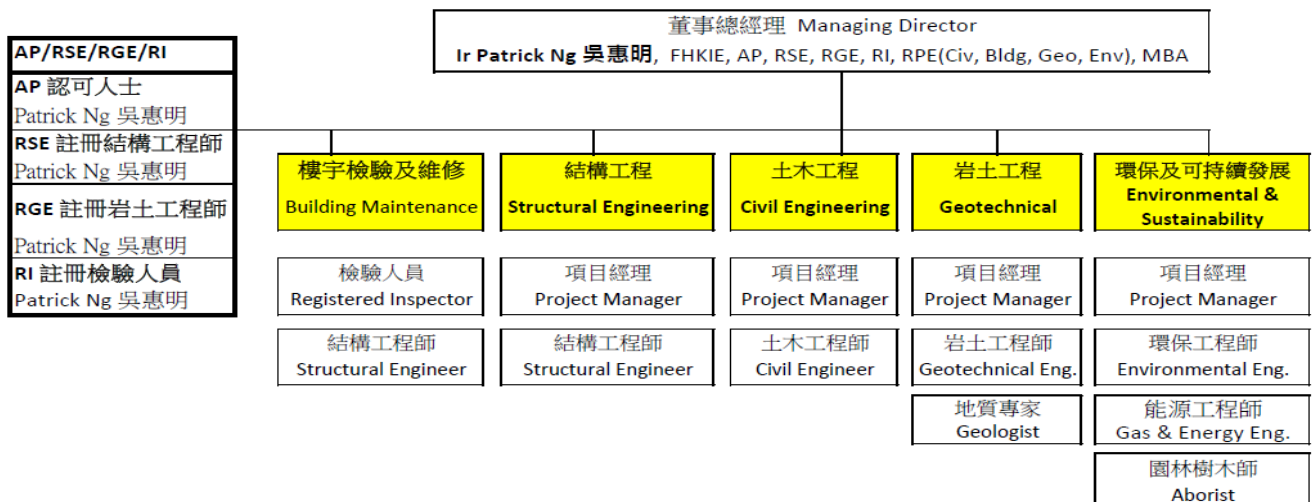 董事總經理 Managing Director
Ir Patrick Ng 吳惠明, FHKIE, AP, RSE, RGE, RI, RPE(Civ, Bldg, Geo, Env), MBA
AP/RSE/RGE/RI
AP 認可人士
Patrick Ng 吳惠明
RSE 註冊結構工程師
Patrick Ng 吳惠明
RGE 註冊岩土工程師
Patrick Ng 吳惠明
RI 註冊檢驗人員
Patrick Ng 吳惠明
樓宇檢驗及維修
Building Maintenance
檢驗人員
Registered Inspector
結構工程師
Structural Engineer
結構工程
Structural Engineering
項目經理
Project Manager
結構工程師
Structural Engineer
土木工程
Civil Engineering
項目經理
Project Manager
土木工程師
Civil Engineer
岩土工程
Geotechnical
項目經理
Project Manager
岩土工程師
Geotechnical Eng.
地質專家
Geologist
環保及可持續發展
Environmental &
Sustainability
項目經理
Project Manager
環保工程師
Environmental Eng.
能源工程師
Gas & Energy Eng.
園林樹木師
Aborist